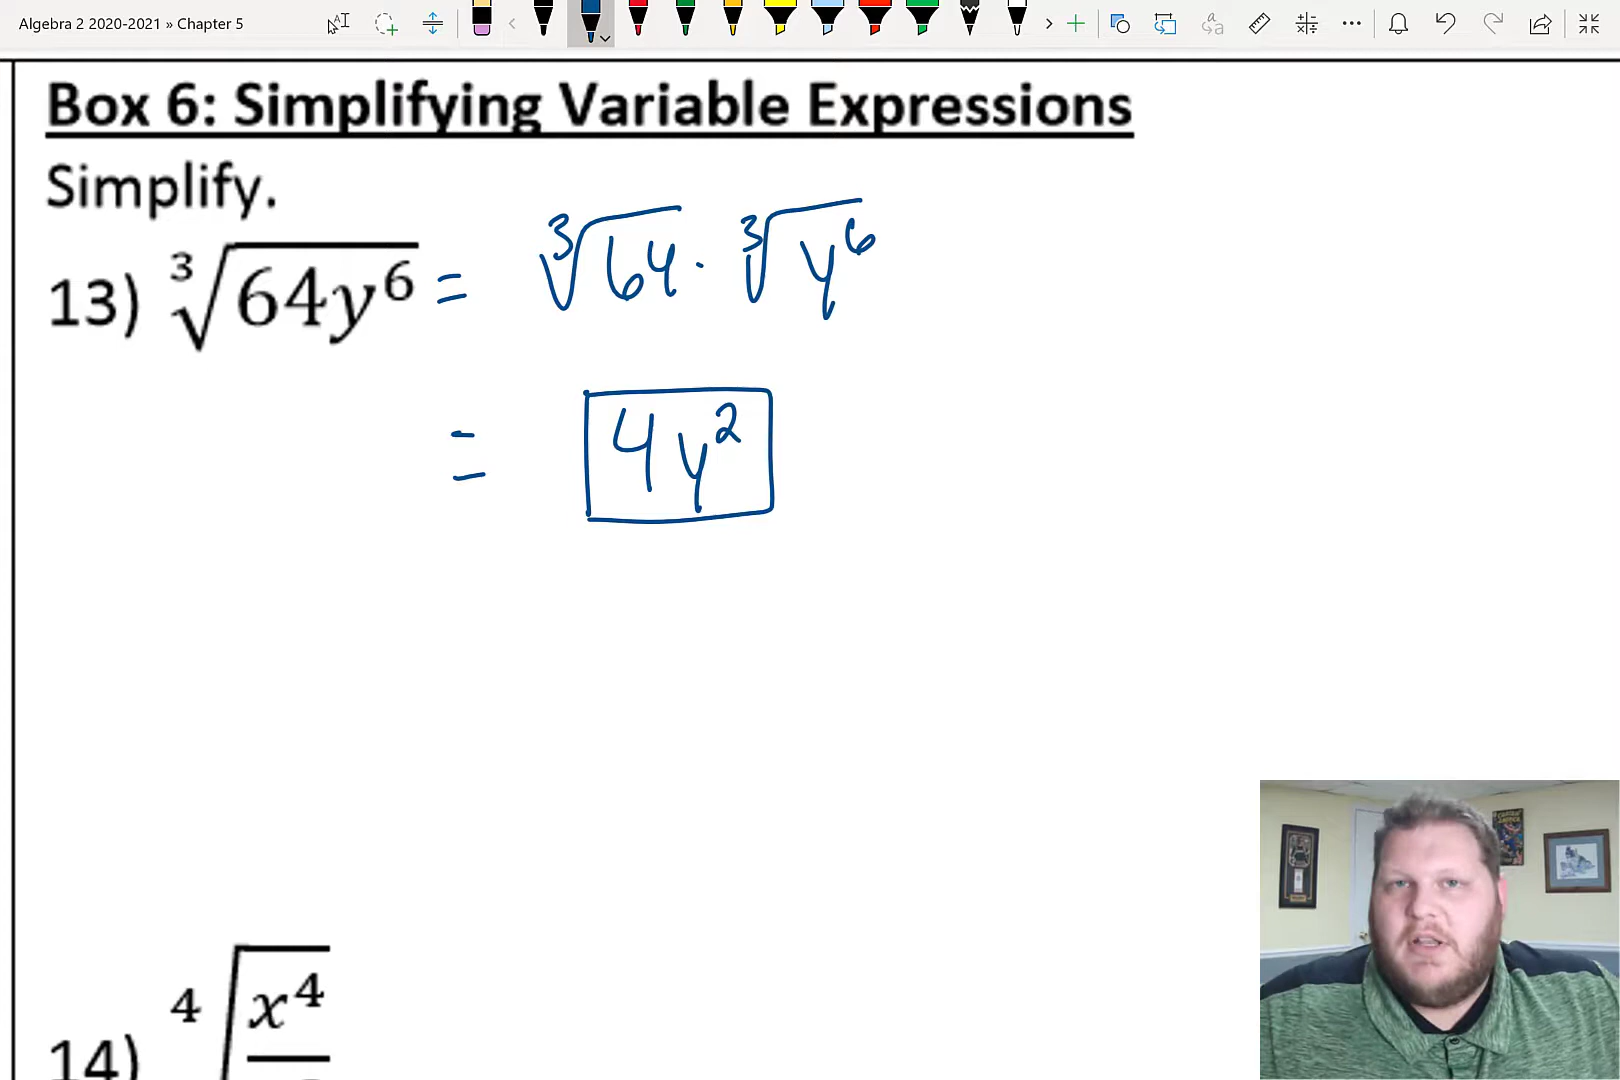 Algebra 2 2020-2021 » Chapter 5
Box 6: Simplifying Variable Expressions
Simplify.
13) ∛(64y⁶) = ∛64 · ∛y⁶
= 4y²
14) ∜x⁴